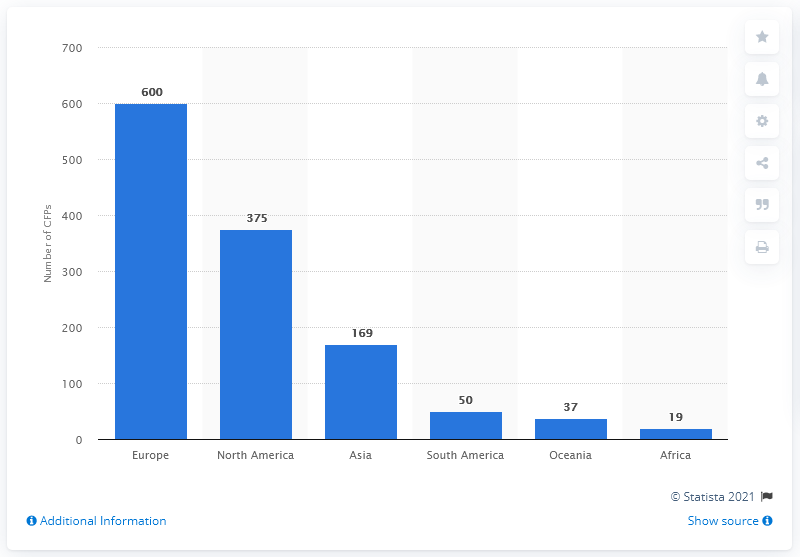 700
600
500
400
300
200
100
0
Number of CFPs
600
375
169
50
37
19
Europe
North America
Asia
South America
Oceania
Africa
© Statista 2021
Additional Information
Show source